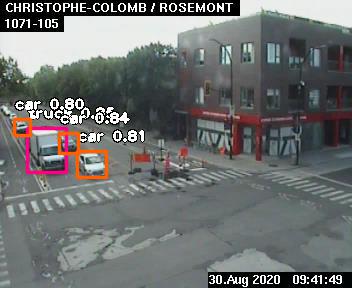 CHRISTOPHE-COLOMB / ROSEMONT
1071-105
car 0.80
car 0.84
car 0.81
30.Aug 2020 09:41:49